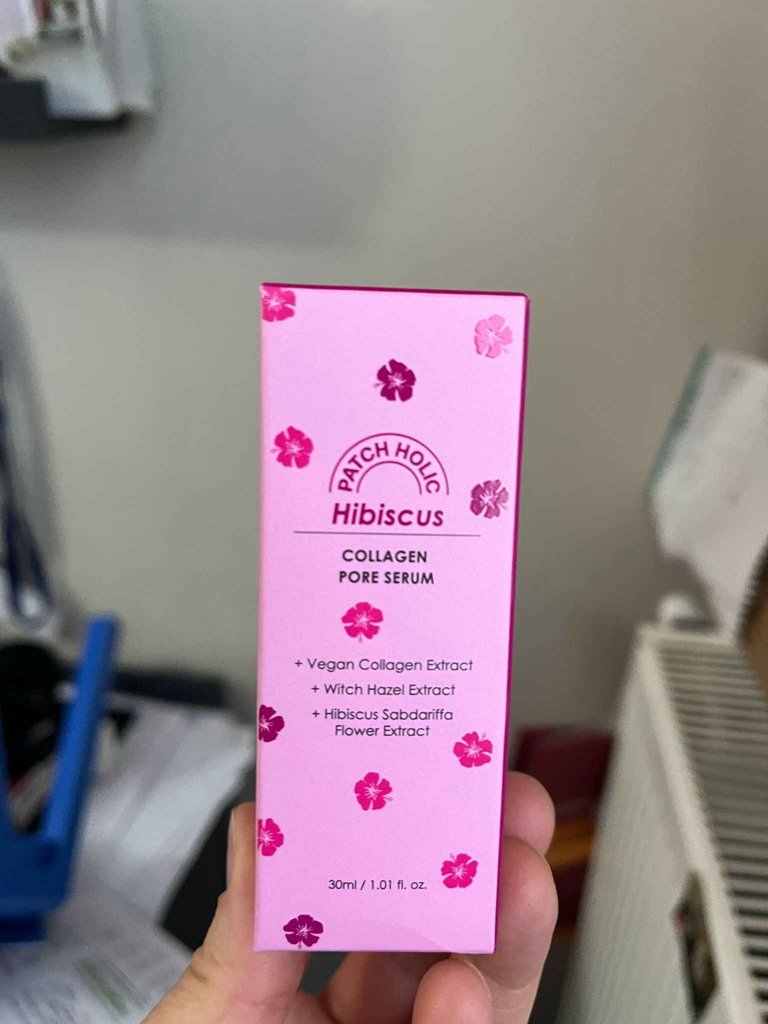 PATCH HOLIC
Hibiscus
COLLAGEN
PORE SERUM
+ Vegan Collagen Extract
+ Witch Hazel Extract
+ Hibiscus Sabdariffa
Flower Extract
30ml / 1.01 fl. oz.